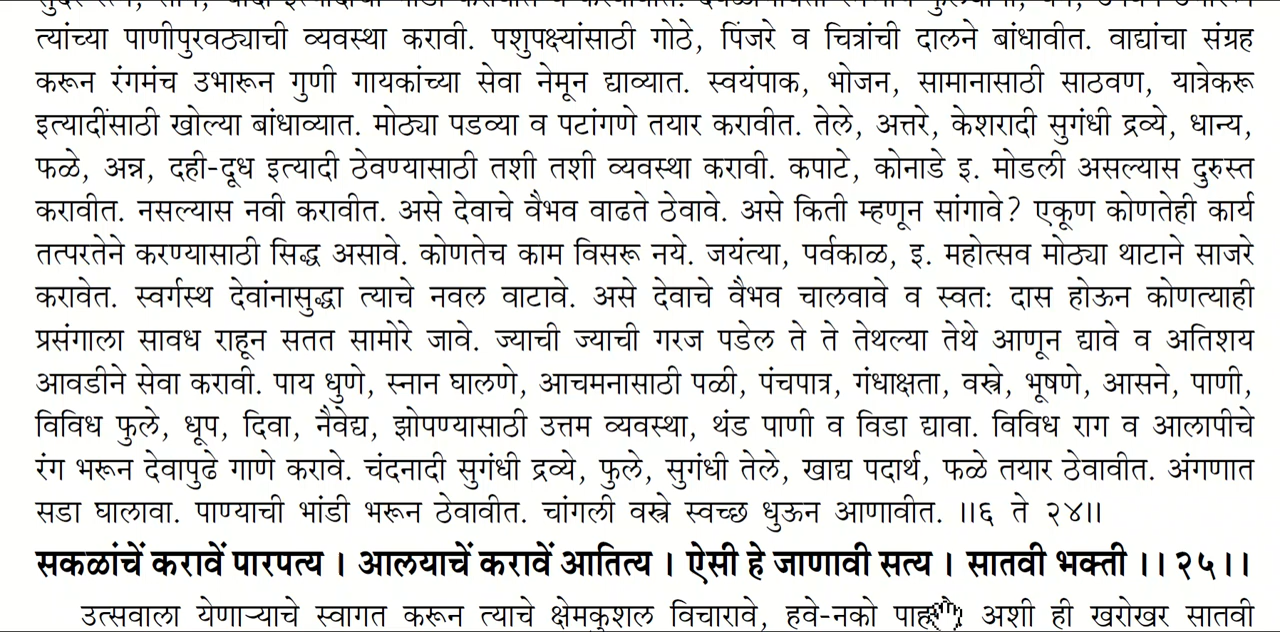 त्यांच्या पाणीपुरवठ्याची व्यवस्था करावी. पशुपक्ष्यांसाठी गोठे, पिंजरे व चित्रांची दालने बांधावीत. वाद्यांचा संग्रह
करून रंगमंच उभारून गुणी गायकांच्या सेवा नेमून द्याव्यात. स्वयंपाक, भोजन, सामानासाठी साठवण, यात्रेकरू
इत्यादींसाठी खोल्या बांधाव्यात. मोठ्या पडव्या व पटांगणे तयार करावीत. तेले, अत्तरे, केशरादी सुगंधी द्रव्ये, धान्य,
फळे, अन्न, दही-दूध इत्यादी ठेवण्यासाठी तशी तशी व्यवस्था करावी. कपाटे, कोनाडे इ. मोडली असल्यास दुरुस्त
करावीत. नसल्यास नवी करावीत. असे देवाचे वैभव वाढते ठेवावे. असे किती म्हणून सांगावे? एकूण कोणतेही कार्य
तत्परतेने करण्यासाठी सिद्ध असावे. कोणतेच काम विसरू नये. जयंत्या, पर्वकाळ, इ. महोत्सव मोठ्या थाटाने साजरे
करावेत. स्वर्गस्थ देवांनासुद्धा त्याचे नवल वाटावे. असे देवाचे वैभव चालवावे व स्वत: दास होऊन कोणत्याही
प्रसंगाला सावध राहून सतत सामोरे जावे. ज्याची ज्याची गरज पडेल ते ते तेथल्या तेथे आणून द्यावे व अतिशय
आवडीने सेवा करावी. पाय धुणे, स्नान घालणे, आचमनासाठी पळी, पंचपात्र, गंधाक्षता, वस्त्रे, भूषणे, आसने, पाणी,
विविध फुले, धूप, दिवा, नैवेद्य, झोपण्यासाठी उत्तम व्यवस्था, थंड पाणी व विडा द्यावा. विविध राग व आलापीचे
रंग भरून देवापुढे गाणे करावे. चंदनादी सुगंधी द्रव्ये, फुले, सुगंधी तेले, खाद्य पदार्थ, फळे तयार ठेवावीत. अंगणात
सडा घालावा. पाण्याची भांडी भरून ठेवावीत. चांगली वस्त्रे स्वच्छ धुऊन आणावीत. ॥६ ते २४॥
सकळांचें करावें पारपत्य । आलयाचें करावें आतित्य । ऐसी हे जाणावी सत्य । सातवी भक्ती ।। २५।।
उत्सवाला येणाऱ्याचे स्वागत करून त्याचे क्षेमकुशल विचारावे, हवे-नको अशी ही खरोखर सातवी